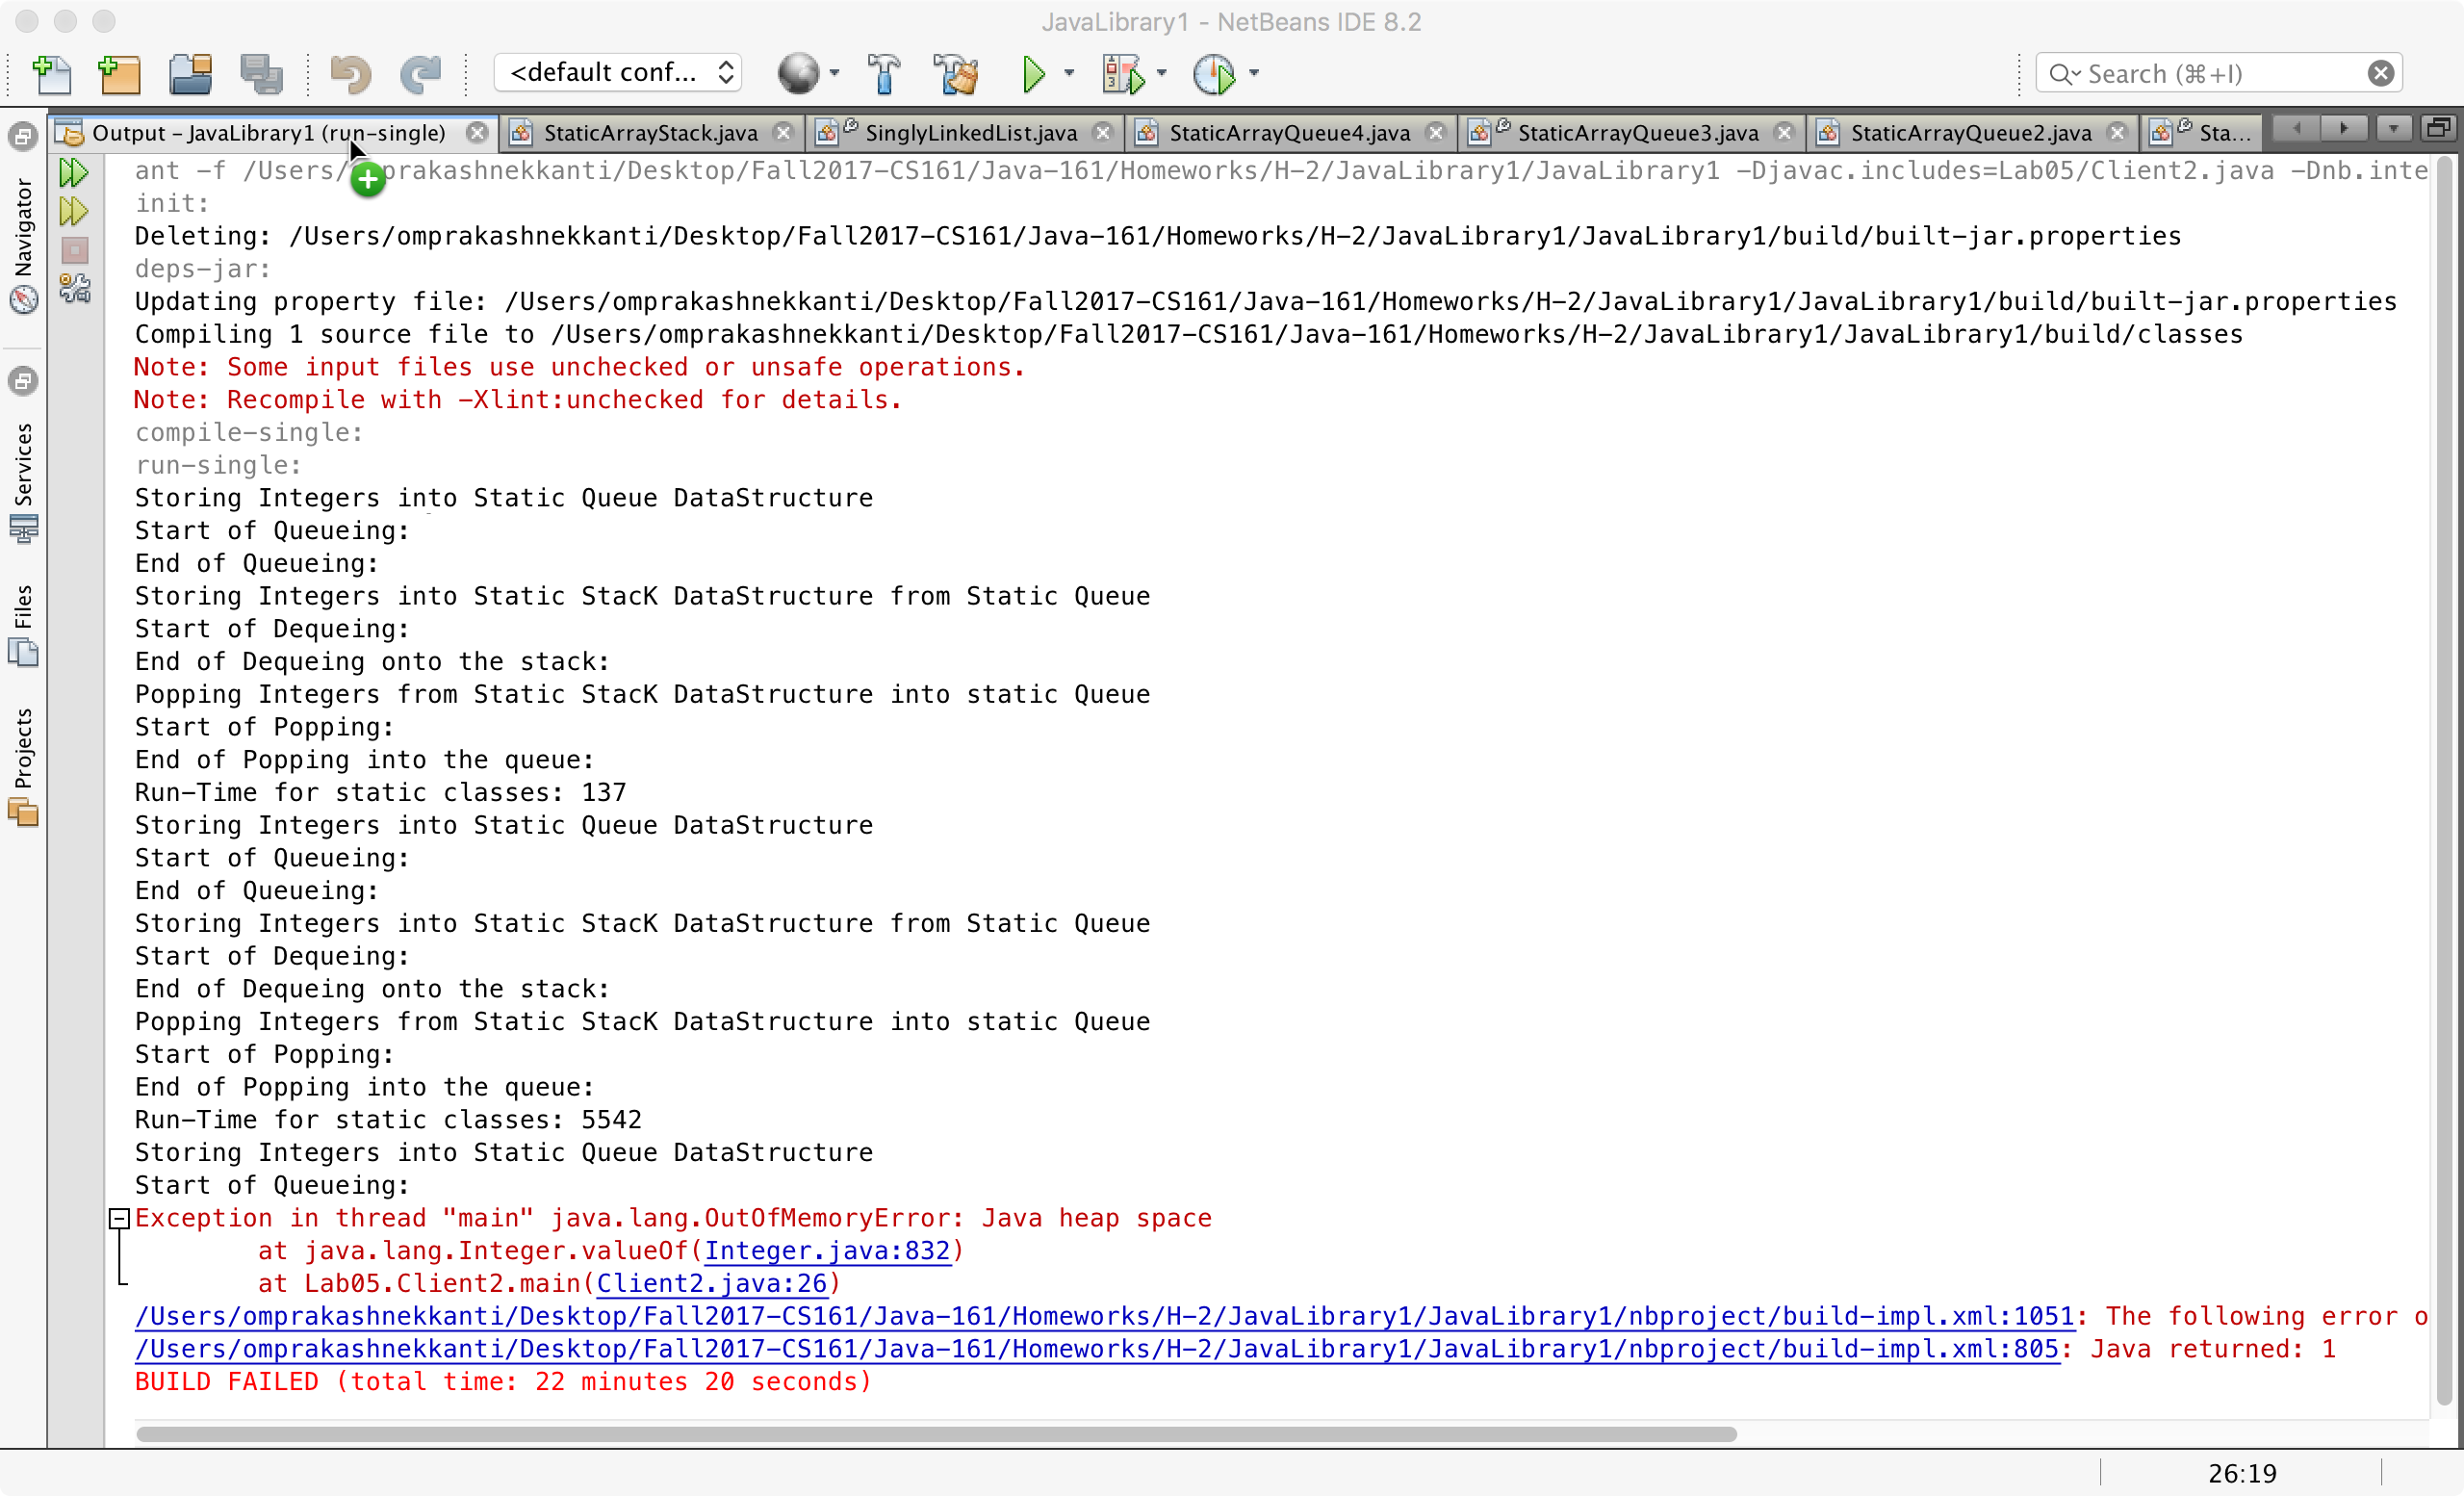 JavaLibrary1 - NetBeans IDE 8.2
<default conf...
Search (⌘+I)
Output - JavaLibrary1 (run-single)
StaticArrayStack.java
SinglyLinkedList.java
StaticArrayQueue4.java
StaticArrayQueue3.java
StaticArrayQueue2.java
Sta...
Navigator
Services
Files
Projects
ant -f /Users/ prakashnekkanti/Desktop/Fall2017-CS161/Java-161/Homeworks/H-2/JavaLibrary1/JavaLibrary1 -Djavac.includes=Lab05/Client2.java -Dnb.inte
init:
Deleting: /Users/omprakashnekkanti/Desktop/Fall2017-CS161/Java-161/Homeworks/H-2/JavaLibrary1/JavaLibrary1/build/built-jar.properties
deps-jar:
Updating property file: /Users/omprakashnekkanti/Desktop/Fall2017-CS161/Java-161/Homeworks/H-2/JavaLibrary1/JavaLibrary1/build/built-jar.properties
Compiling 1 source file to /Users/omprakashnekkanti/Desktop/Fall2017-CS161/Java-161/Homeworks/H-2/JavaLibrary1/JavaLibrary1/build/classes
Note: Some input files use unchecked or unsafe operations.
Note: Recompile with -Xlint:unchecked for details.
compile-single:
run-single:
Storing Integers into Static Queue DataStructure
Start of Queueing:
End of Queueing:
Storing Integers into Static StacK DataStructure from Static Queue
Start of Dequeing:
End of Dequeing onto the stack:
Popping Integers from Static StacK DataStructure into static Queue
Start of Popping:
End of Popping into the queue:
Run-Time for static classes: 137
Storing Integers into Static Queue DataStructure
Start of Queueing:
End of Queueing:
Storing Integers into Static StacK DataStructure from Static Queue
Start of Dequeing:
End of Dequeing onto the stack:
Popping Integers from Static StacK DataStructure into static Queue
Start of Popping:
End of Popping into the queue:
Run-Time for static classes: 5542
Storing Integers into Static Queue DataStructure
Start of Queueing:
Exception in thread "main" java.lang.OutOfMemoryError: Java heap space
at java.lang.Integer.valueOf(Integer.java:832)
at Lab05.Client2.main(Client2.java:26)
/Users/omprakashnekkanti/Desktop/Fall2017-CS161/Java-161/Homeworks/H-2/JavaLibrary1/JavaLibrary1/nbproject/build-impl.xml:1051: The following error o
/Users/omprakashnekkanti/Desktop/Fall2017-CS161/Java-161/Homeworks/H-2/JavaLibrary1/JavaLibrary1/nbproject/build-impl.xml:805: Java returned: 1
BUILD FAILED (total time: 22 minutes 20 seconds)
26:19